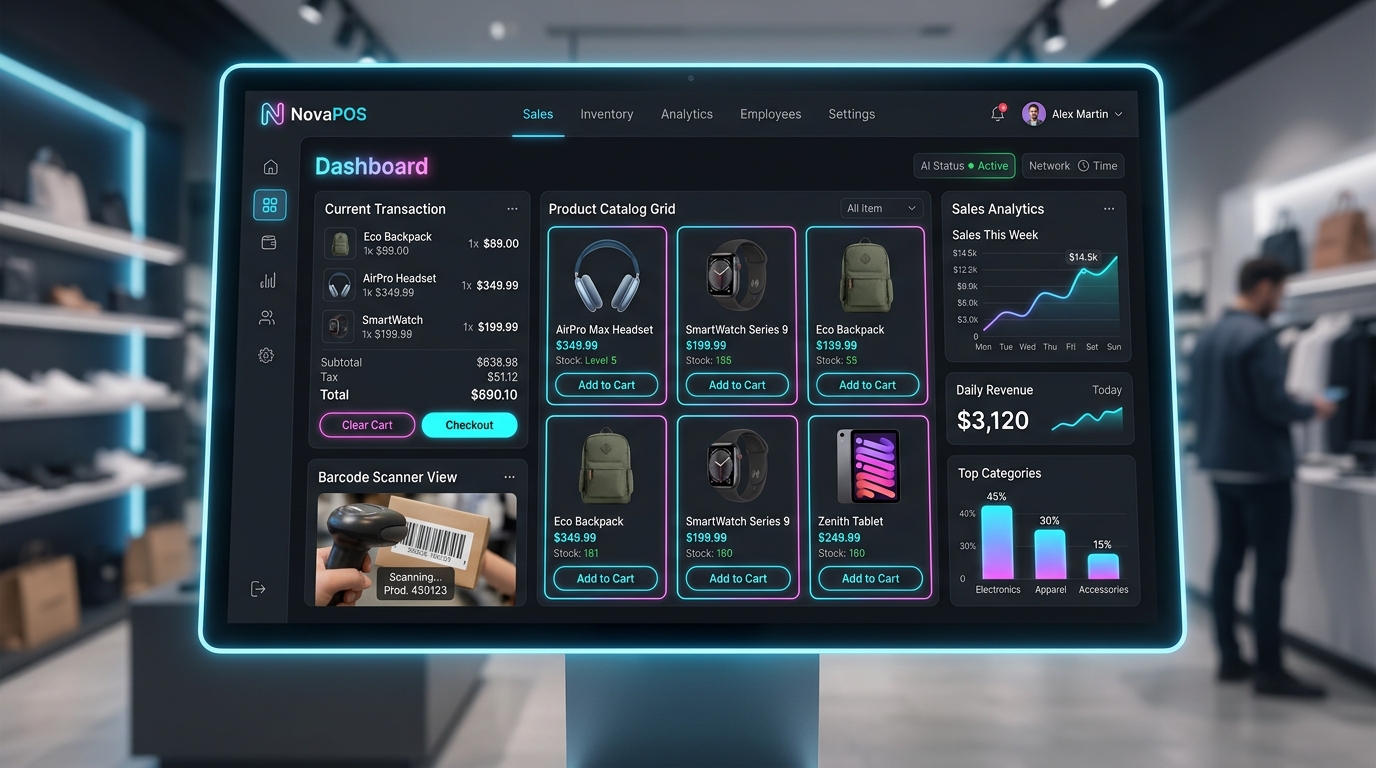 NovaPOS
Sales Inventory Analytics Employees Settings
Alex Martin
Dashboard
AI Status Active
Network Time
Current Transaction
Eco Backpack
1x $99.00
1x $89.00
AirPro Headset
1k $349.99
1x $349.99
SmartWatch
1x $199.99
1x $199.99
Subtotal $638.98
Tax $51.12
Total $690.10
Clear Cart Checkout
Barcode Scanner View
Scanning...
Prod. 450123
Product Catalog Grid
All item
AirPro Max Headset
$349.99
Stock: Level 5
Add to Cart
SmartWatch Series 9
$199.99
Stock: 185
Add to Cart
Eco Backpack
$139.99
Stock: 55
Add to Cart
Eco Backpack
$349.99
Stock: 181
Add to Cart
SmartWatch Series 9
$199.99
Stock: 180
Add to Cart
Zenith Tablet
$249.99
Stock: 160
Add to Cart
Sales Analytics
Sales This Week
$14.5k
$14.5k
$12.2k
$9.9k
$6.0k
$3.0k
0
Mon Tue Wed Thu Fri Sat Sun
Daily Revenue Today
$3,120
Top Categories
45%
30%
15%
40%
30%
0
Electronics Apparel Accessories